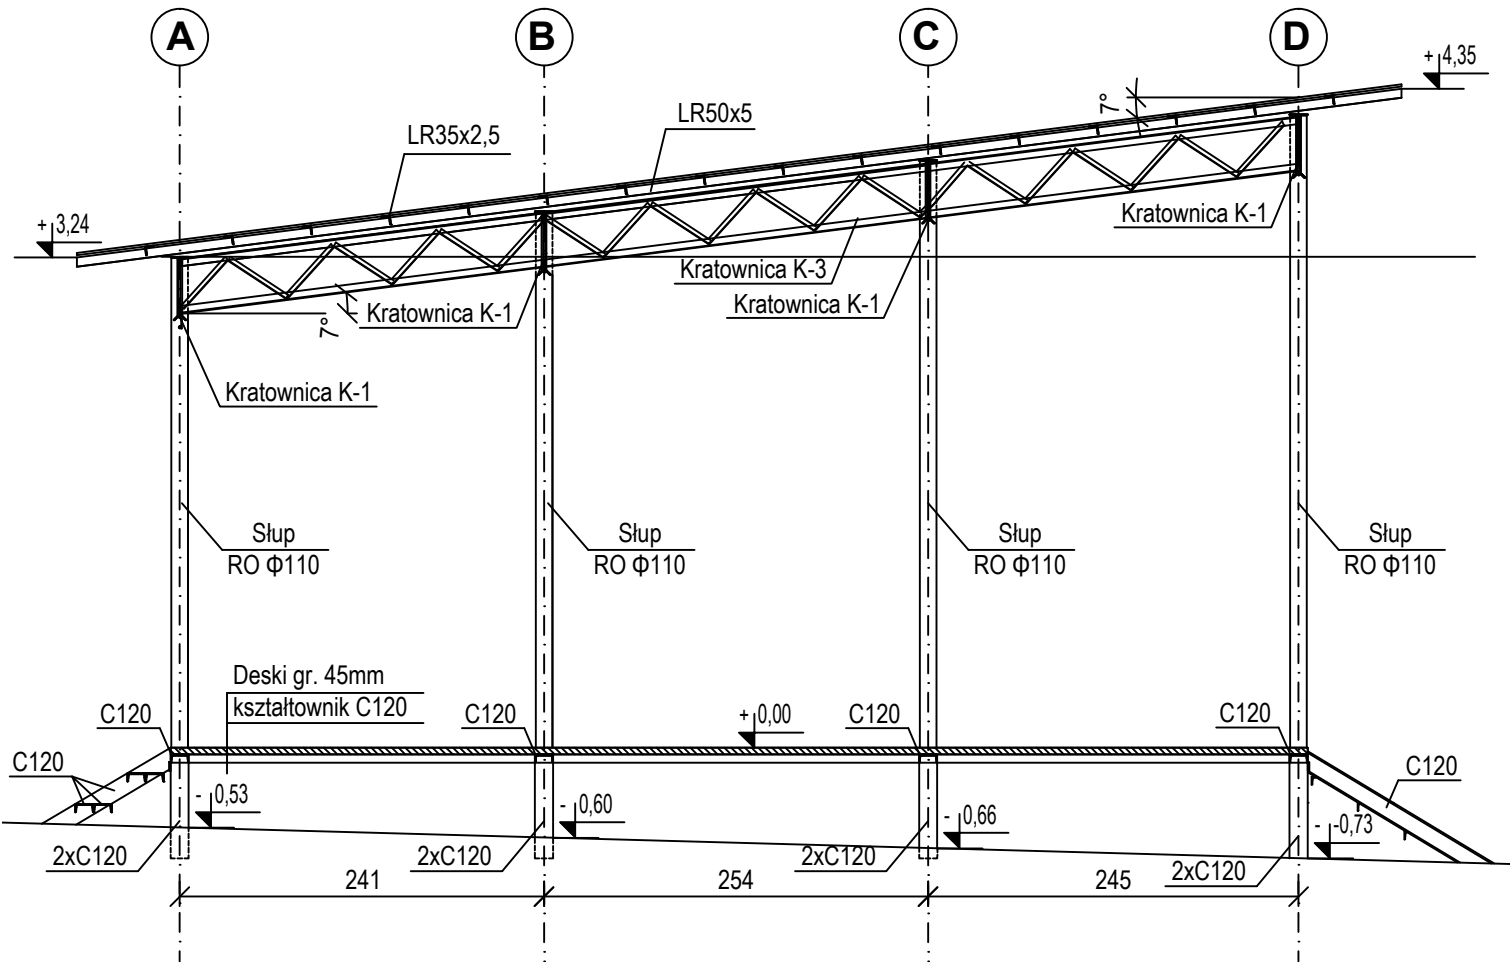 A B C D
+ 4,35
7°
LR50x5
LR35x2,5
+ 3,24
Kratownica K-1
Kratownica K-3
Kratownica K-1
Kratownica K-1
7°
Kratownica K-1
Słup
RO Φ110
Słup
RO Φ110
Słup
RO Φ110
Słup
RO Φ110
Deski gr. 45mm
kształtownik C120
C120
C120
+ 0,00
C120
C120
C120
C120
- 0,53
- 0,60
- 0,66
- -0,73
2xC120
2xC120
2xC120
2xC120
241
254
245